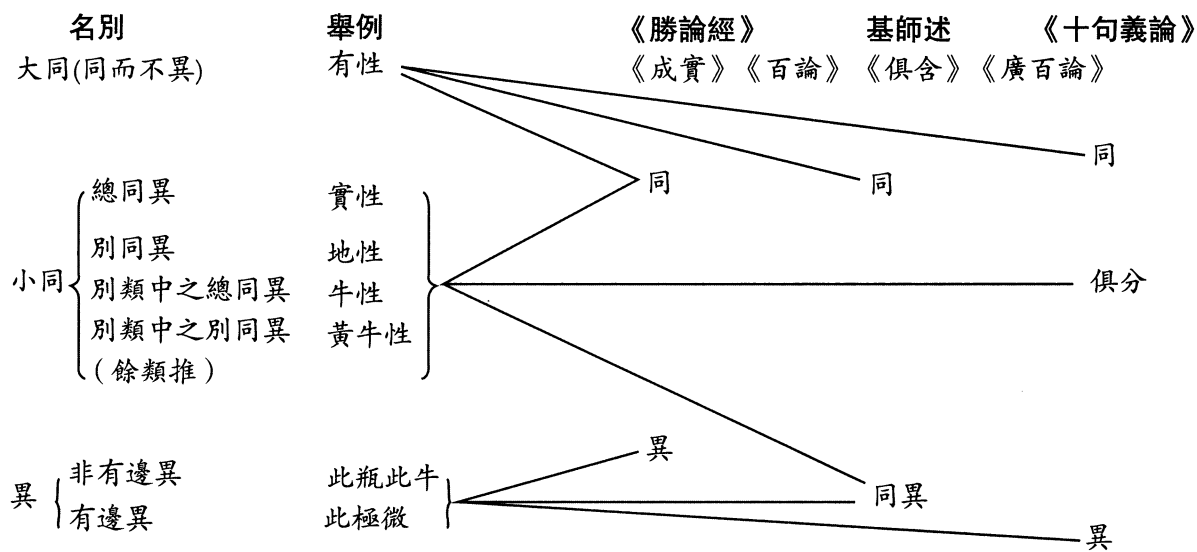 名別 舉例 《勝論經》 基師述 《十句義論》
大同(同而不異) 有性 《成實》《百論》《俱含》《廣百論》
同
同 同
總同異 實性
別同異 地性
小同 別類中之總同異 牛性 俱分
別類中之別同異 黃牛性
（餘類推）
異
非有邊異 此瓶此牛
異 同異
有邊異 此極微
異